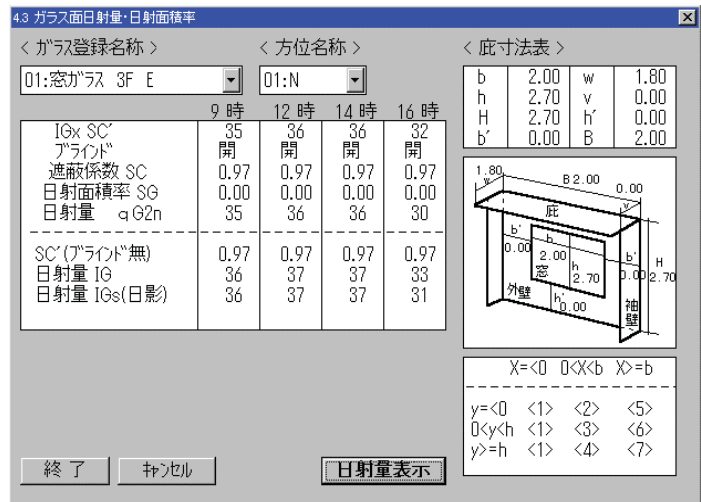 4.3 ガラス面日射量･日射面積率
< ｶﾞﾗｽ登録名称 >
01:窓ｶﾞﾗｽ 3F E
< 方位名称 >
01:N
9 時 12 時 14 時 16 時
IGx SC′ 35 36 36 32
ﾌﾞﾗｲﾝﾄﾞ 開 開 開 開
遮蔽係数 SC 0.97 0.97 0.97 0.97
日射面積率 SG 0.00 0.00 0.00 0.00
日射量 qG2n 35 36 36 30
SC′(ﾌﾞﾗｲﾝﾄﾞ無) 0.97 0.97 0.97 0.97
日射量 IG 36 37 37 33
日射量 IGs(日影) 36 37 37 31
< 庇寸法表 >
b 2.00 w 1.80
h 2.70 v 0.00
H 2.70 h′ 0.00
b′ 0.00 B 2.00
1.80
w
B 2.00
0.00
v
庇
b′
0.00
b
2.00
窓
h
2.70
b′
0.00
H
2.70
外壁
h′
0.00
袖壁
X=<0 0<X<b X>=b
y=<0 <1> <2> <5>
0<y<h <1> <3> <6>
y>=h <1> <4> <7>
終 了
ｷｬﾝｾﾙ
日射量表示